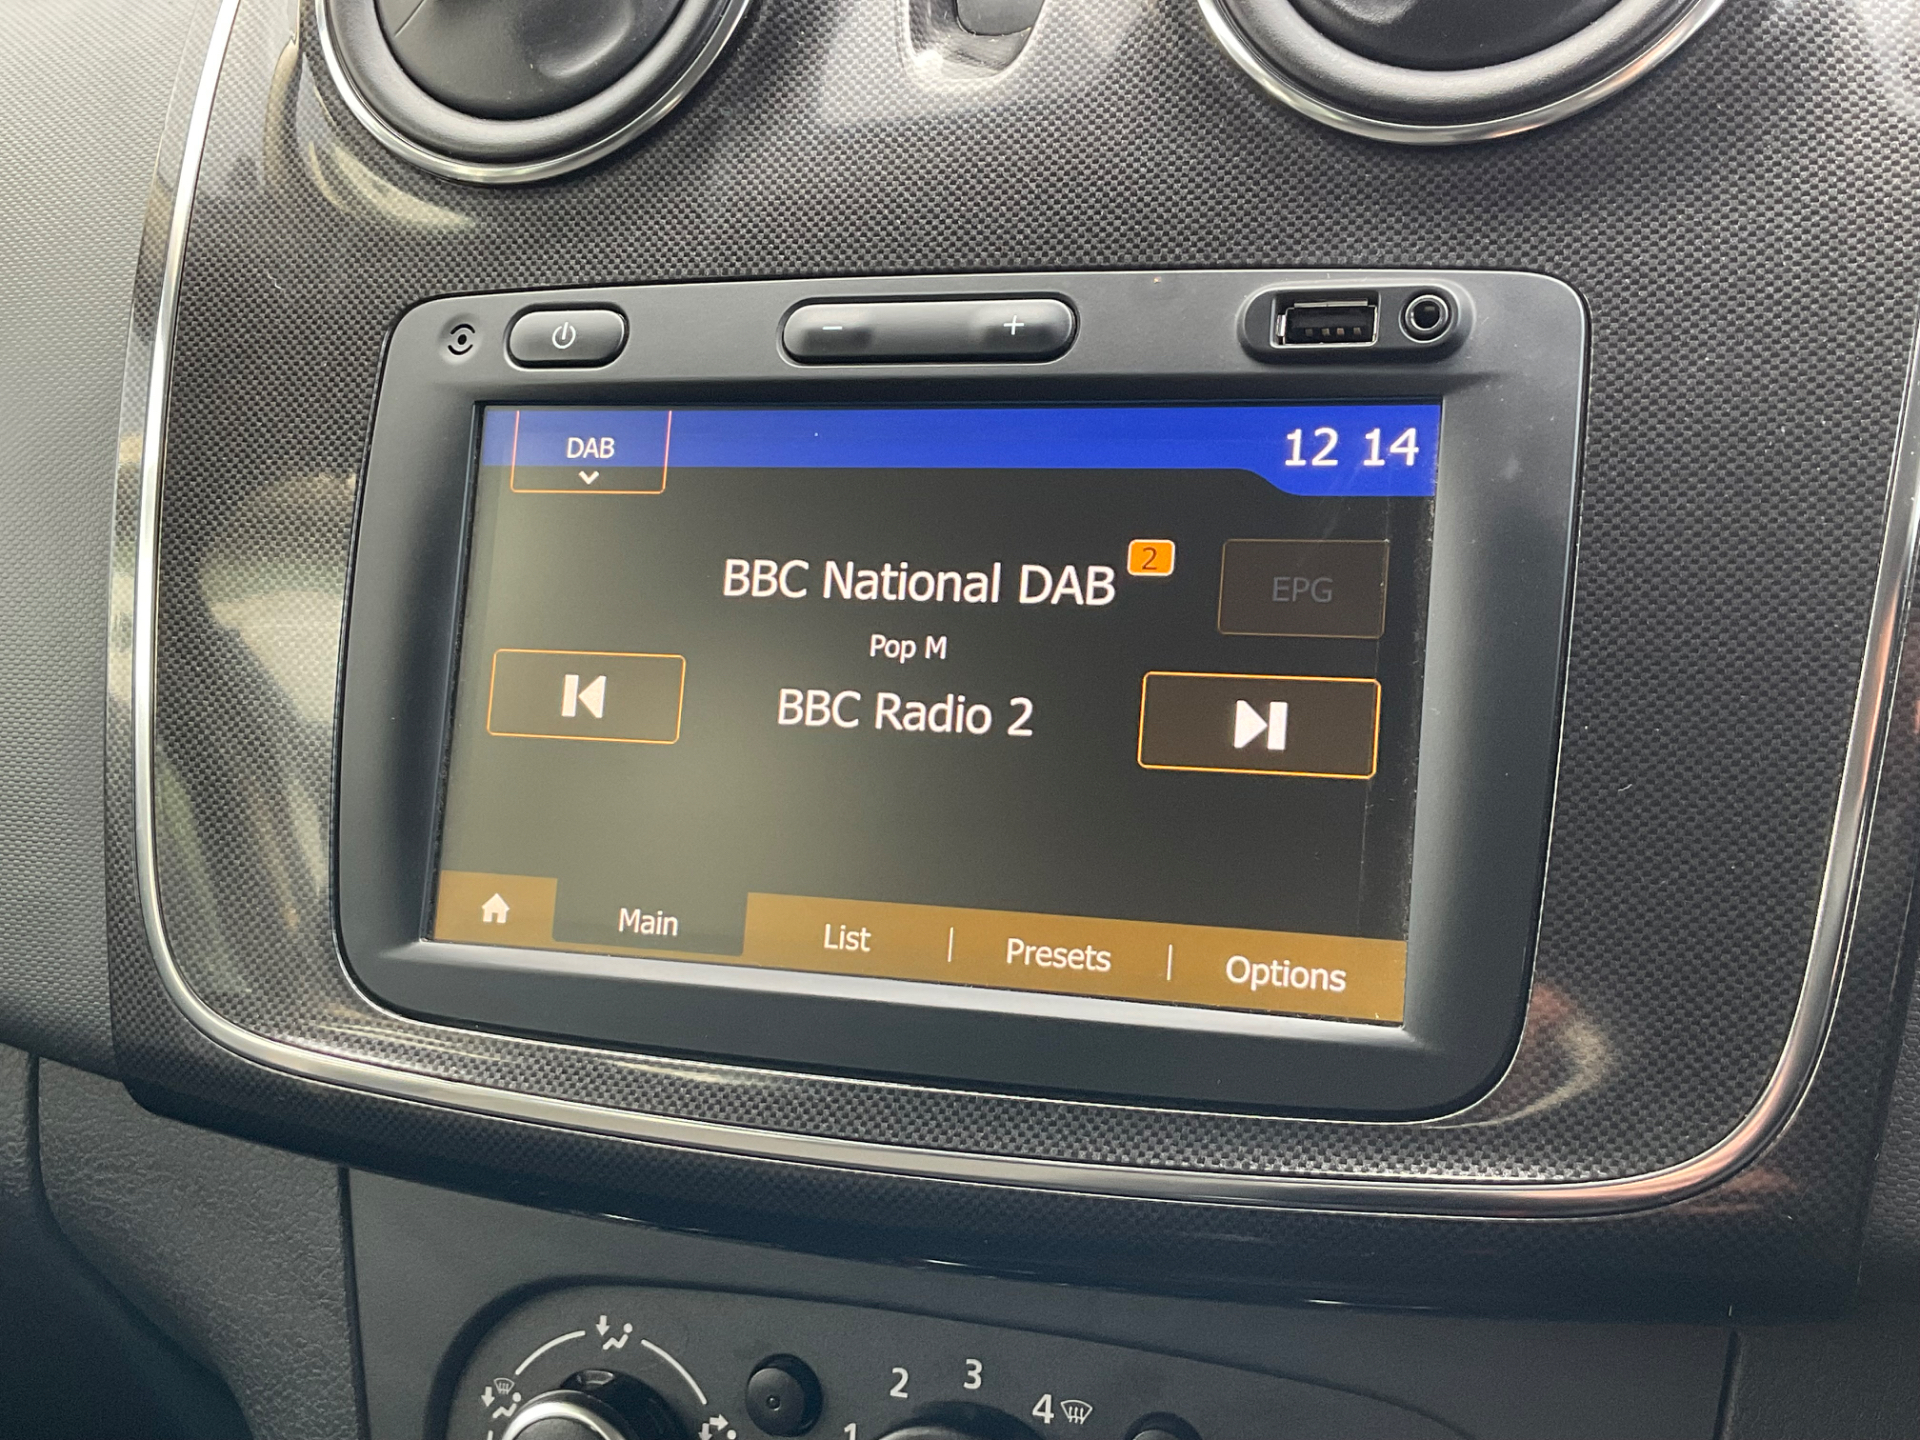 − +
DAB
12 14
BBC National DAB 2
EPG
Pop M
BBC Radio 2
Main List | Presets | Options
1 2 3 4